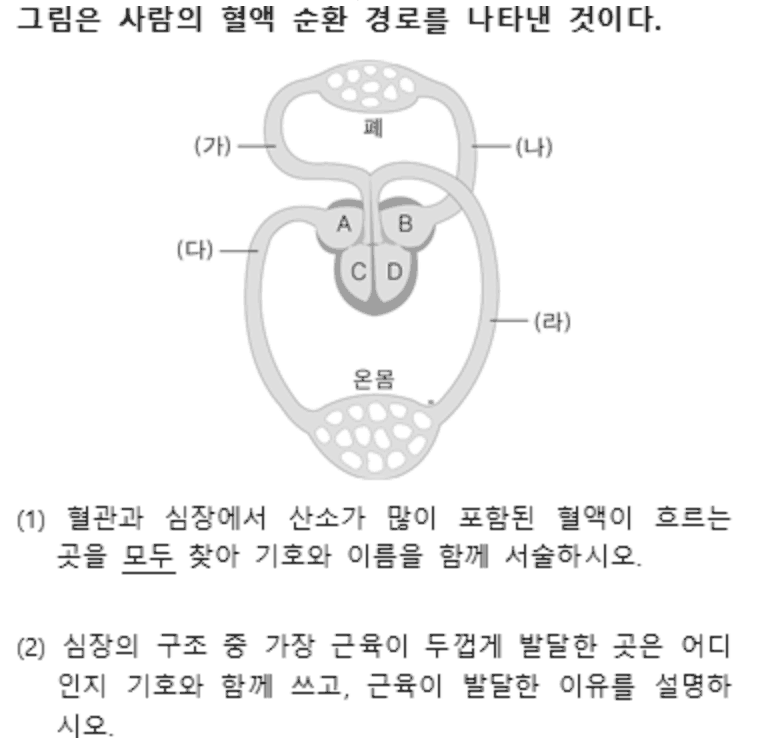 그림은 사람의 혈액 순환 경로를 나타낸 것이다.
폐
(가)
(나)
A B
(다)
C D
(라)
온몸
(1) 혈관과 심장에서 산소가 많이 포함된 혈액이 흐르는
곳을 모두 찾아 기호와 이름을 함께 서술하시오.
(2) 심장의 구조 중 가장 근육이 두껍게 발달한 곳은 어디
인지 기호와 함께 쓰고, 근육이 발달한 이유를 설명하
시오.